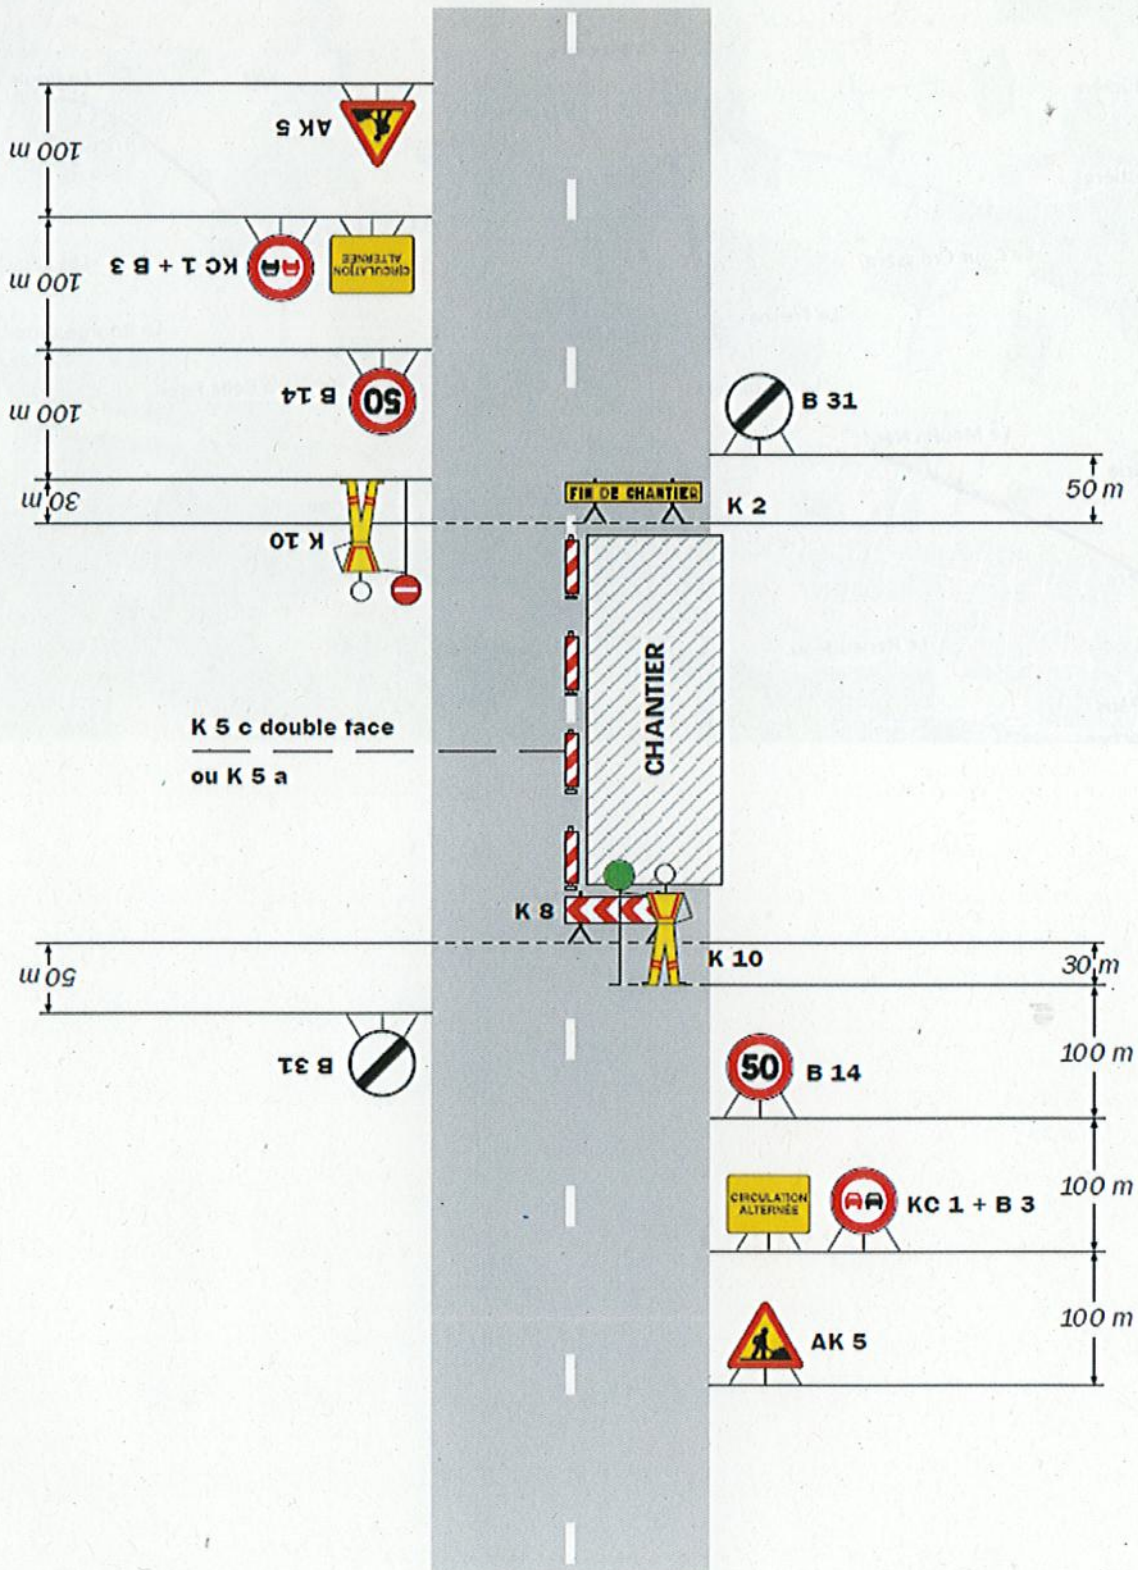 AK 5
100 m
KC 1 + B 3
CIRCULATION
ALTERNÉE
100 m
B 14
50
100 m
B 31
30 m
FIN DE CHANTIER
K 2
50 m
K 10
CHANTIER
K 5 c double face
ou K 5 a
K 8
K 10
50 m
30 m
B 31
50
B 14
100 m
CIRCULATION
ALTERNÉE
KC 1 + B 3
100 m
AK 5
100 m